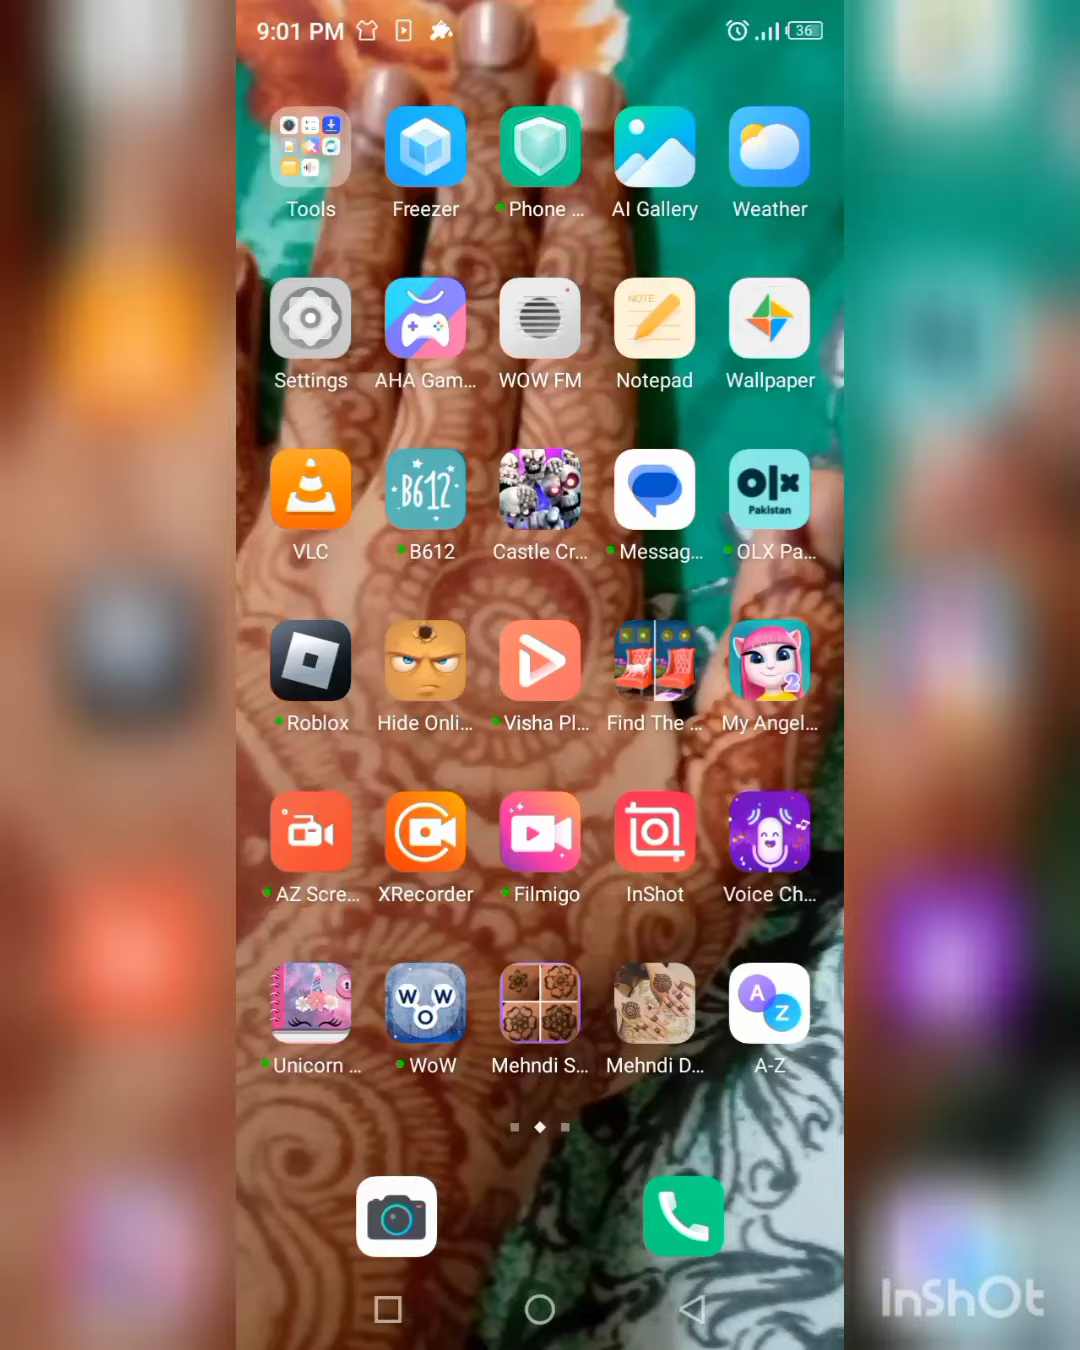 9:01 PM 36
Tools Freezer Phone ... AI Gallery Weather
NOTE
Settings AHA Gam... WOW FM Notepad Wallpaper
B612 olx
Pakistan
VLC B612 Castle Cr... Messag... OLX Pa...
2
Roblox Hide Onli... Visha Pl... Find The ... My Angel...
AZ Scre... XRecorder Filmigo InShot Voice Ch...
W W A
O Z
Unicorn ... WoW Mehndi S... Mehndi D... A-Z
InShOt